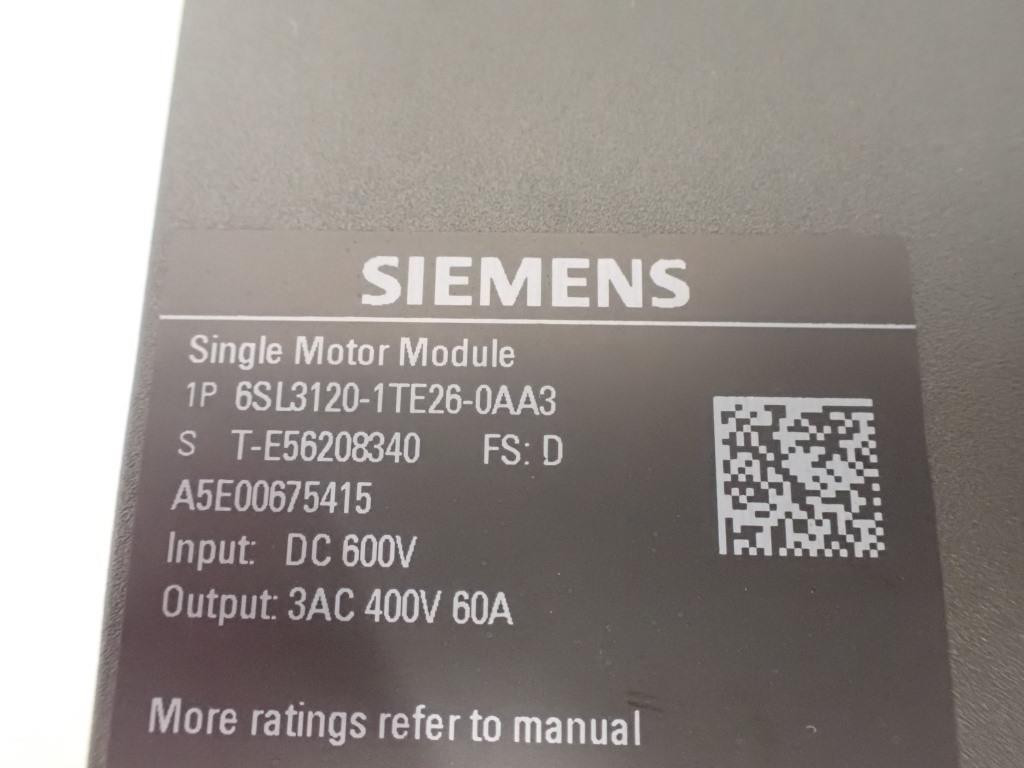 SIEMENS
Single Motor Module
1P 6SL3120-1TE26-0AA3
S T-E56208340 FS: D
A5E00675415
Input: DC 600V
Output: 3AC 400V 60A
More ratings refer to manual